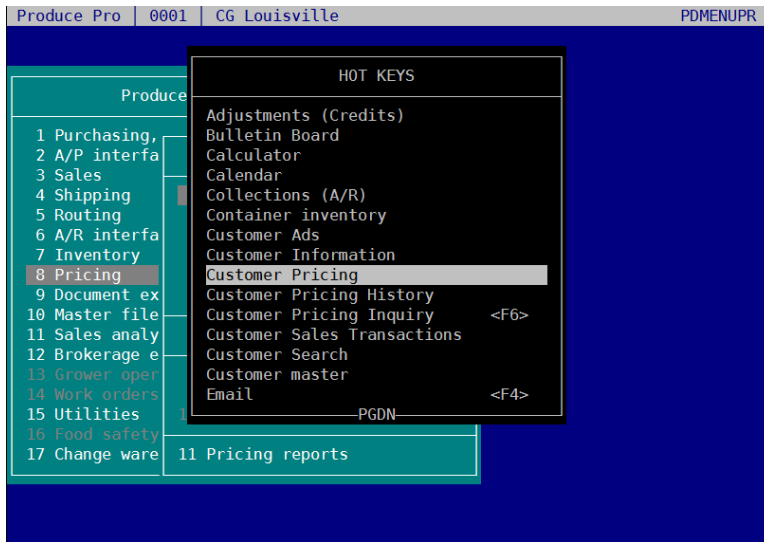 Produce Pro | 0001 | CG Louisville PDMENUPR
HOT KEYS
Produce
Adjustments (Credits)
1 Purchasing, Bulletin Board
2 A/P interfa Calculator
3 Sales Calendar
4 Shipping Collections (A/R)
5 Routing Container inventory
6 A/R interfa Customer Ads
7 Inventory Customer Information
8 Pricing Customer Pricing
9 Document ex Customer Pricing History
10 Master file Customer Pricing Inquiry <F6>
11 Sales analy Customer Sales Transactions
12 Brokerage e Customer Search
13 Grower oper Customer master
14 Work orders Email <F4>
15 Utilities 1 PGDN
16 Food safety
17 Change ware 11 Pricing reports